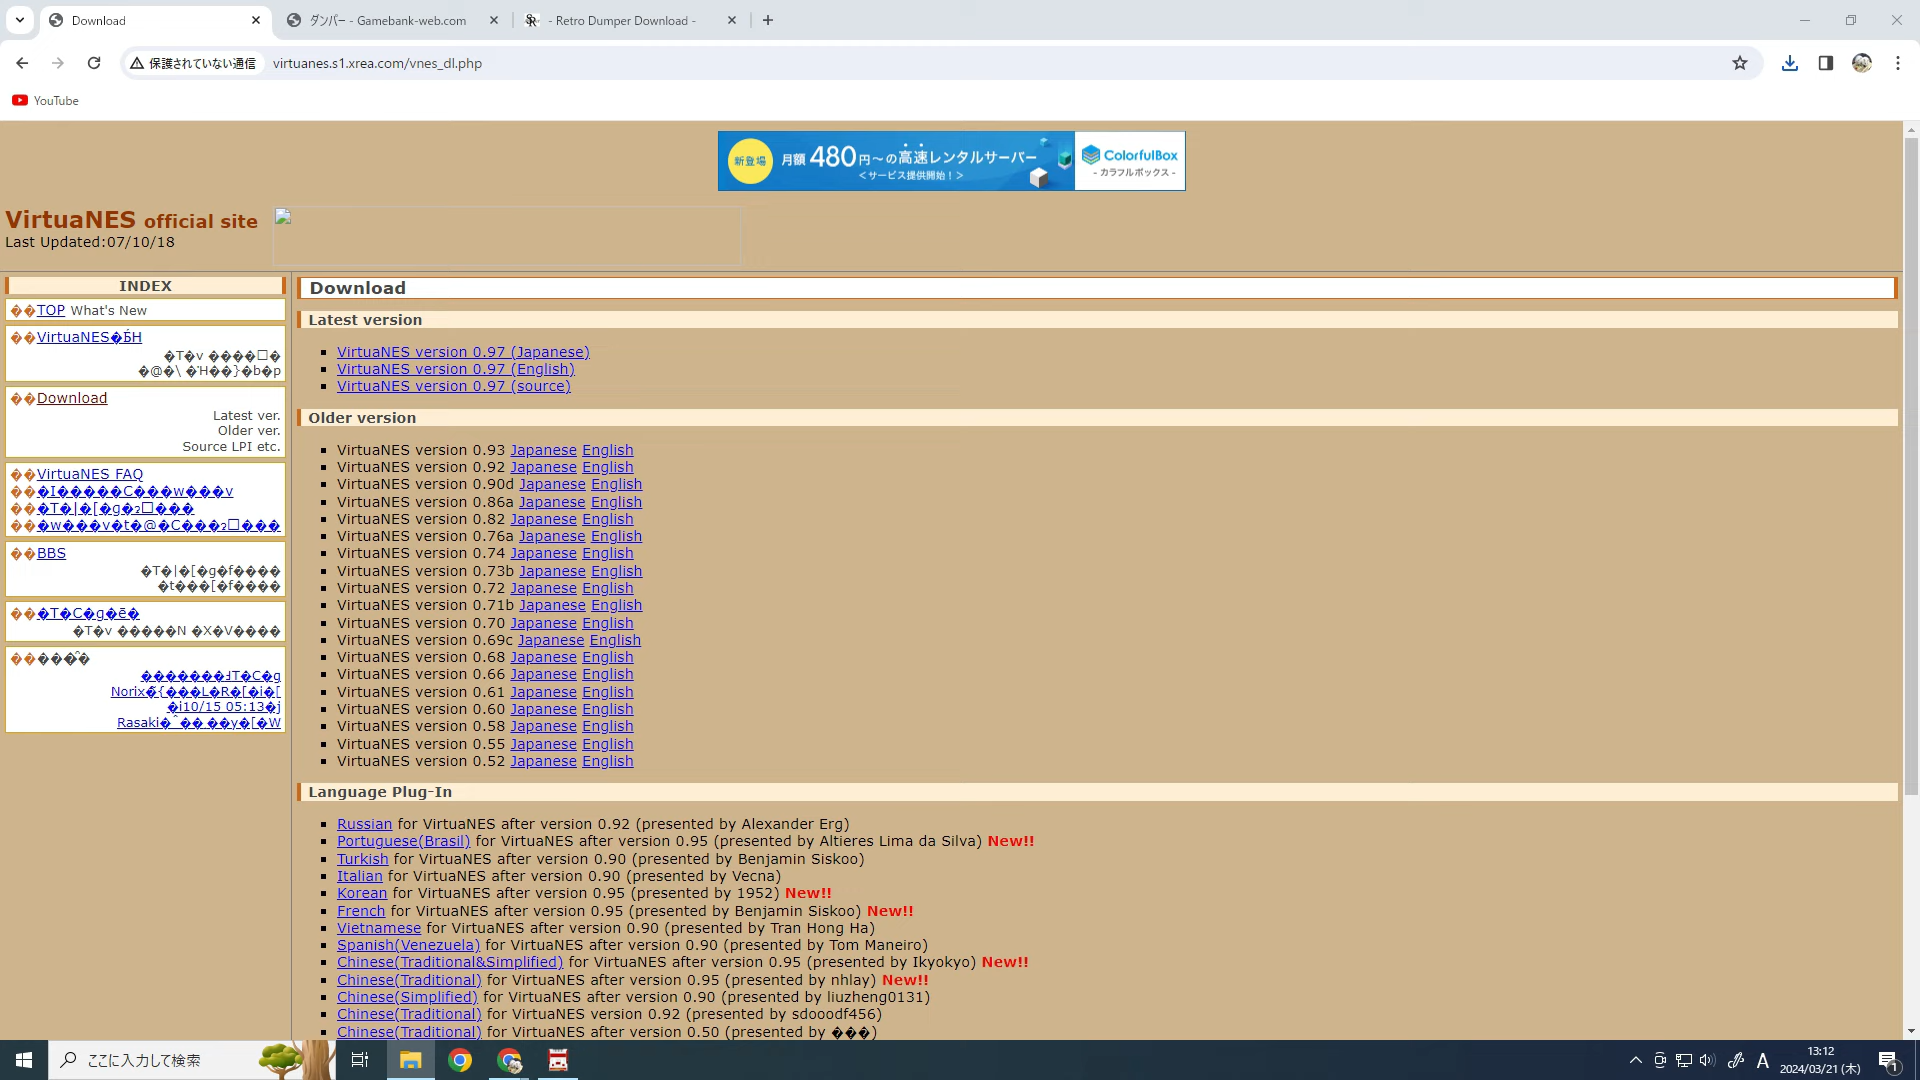 Download
ダンパー - Gamebank-web.com
- Retro Dumper Download -
保護されていない通信
virtuanes.s1.xrea.com/vnes_dl.php
YouTube
新登場
月額480円〜の高速レンタルサーバー
＜サービス提供開始！＞
ColorfulBox
- カラフルボックス -
VirtuaNES official site
Last Updated:07/10/18
INDEX
TOP What's New
Download
Latest ver.
Older ver.
Source LPI etc.
VirtuaNES FAQ
BBS
Download
Latest version
VirtuaNES version 0.97 (Japanese)
VirtuaNES version 0.97 (English)
VirtuaNES version 0.97 (source)
Older version
VirtuaNES version 0.93 Japanese English
VirtuaNES version 0.92 Japanese English
VirtuaNES version 0.90d Japanese English
VirtuaNES version 0.86a Japanese English
VirtuaNES version 0.82 Japanese English
VirtuaNES version 0.76a Japanese English
VirtuaNES version 0.74 Japanese English
VirtuaNES version 0.73b Japanese English
VirtuaNES version 0.72 Japanese English
VirtuaNES version 0.71b Japanese English
VirtuaNES version 0.70 Japanese English
VirtuaNES version 0.69c Japanese English
VirtuaNES version 0.68 Japanese English
VirtuaNES version 0.66 Japanese English
VirtuaNES version 0.61 Japanese English
VirtuaNES version 0.60 Japanese English
VirtuaNES version 0.58 Japanese English
VirtuaNES version 0.55 Japanese English
VirtuaNES version 0.52 Japanese English
Language Plug-In
Russian for VirtuaNES after version 0.92 (presented by Alexander Erg)
Portuguese(Brasil) for VirtuaNES after version 0.95 (presented by Altieres Lima da Silva) New!!
Turkish for VirtuaNES after version 0.90 (presented by Benjamin Siskoo)
Italian for VirtuaNES after version 0.90 (presented by Vecna)
Korean for VirtuaNES after version 0.95 (presented by 1952) New!!
French for VirtuaNES after version 0.95 (presented by Benjamin Siskoo) New!!
Vietnamese for VirtuaNES after version 0.90 (presented by Tran Hong Ha)
Spanish(Venezuela) for VirtuaNES after version 0.90 (presented by Tom Maneiro)
Chinese(Traditional&Simplified) for VirtuaNES after version 0.95 (presented by Ikyokyo) New!!
Chinese(Traditional) for VirtuaNES after version 0.95 (presented by nhlay) New!!
Chinese(Simplified) for VirtuaNES after version 0.90 (presented by liuzheng0131)
Chinese(Traditional) for VirtuaNES version 0.92 (presented by sdooodf456)
Chinese(Traditional) for VirtuaNES after version 0.50 (presented by ���)
ここに入力して検索
A
13:12
2024/03/21 (木)
1